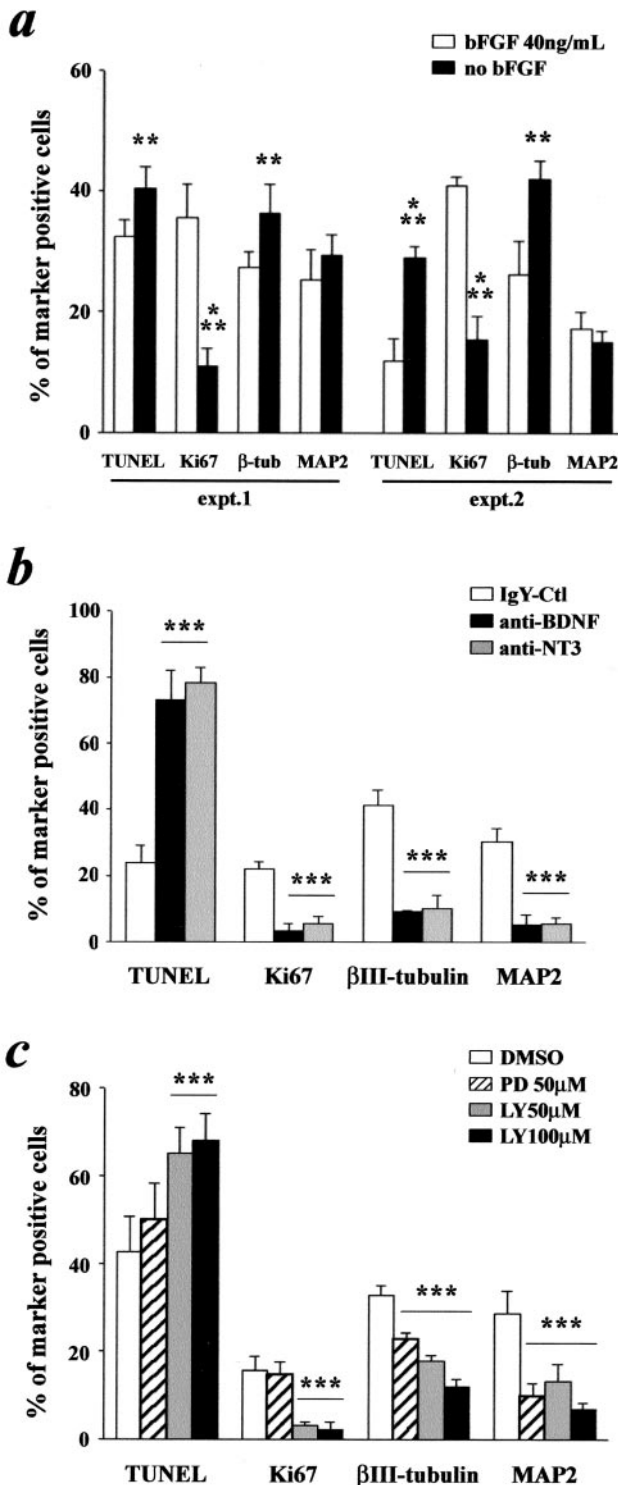 a
bFGF 40ng/mL
no bFGF
% of marker positive cells
60
40
20
0
** *** ** *** *** **
TUNEL Ki67 β-tub MAP2 TUNEL Ki67 β-tub MAP2
expt.1 expt.2
b
IgY-Ctl
anti-BDNF
anti-NT3
% of marker positive cells
100
80
60
40
20
0
*** *** *** ***
TUNEL Ki67 βIII-tubulin MAP2
c
DMSO
PD 50μM
LY50μM
LY100μM
% of marker positive cells
80
60
40
20
0
*** *** *** ***
TUNEL Ki67 βIII-tubulin MAP2